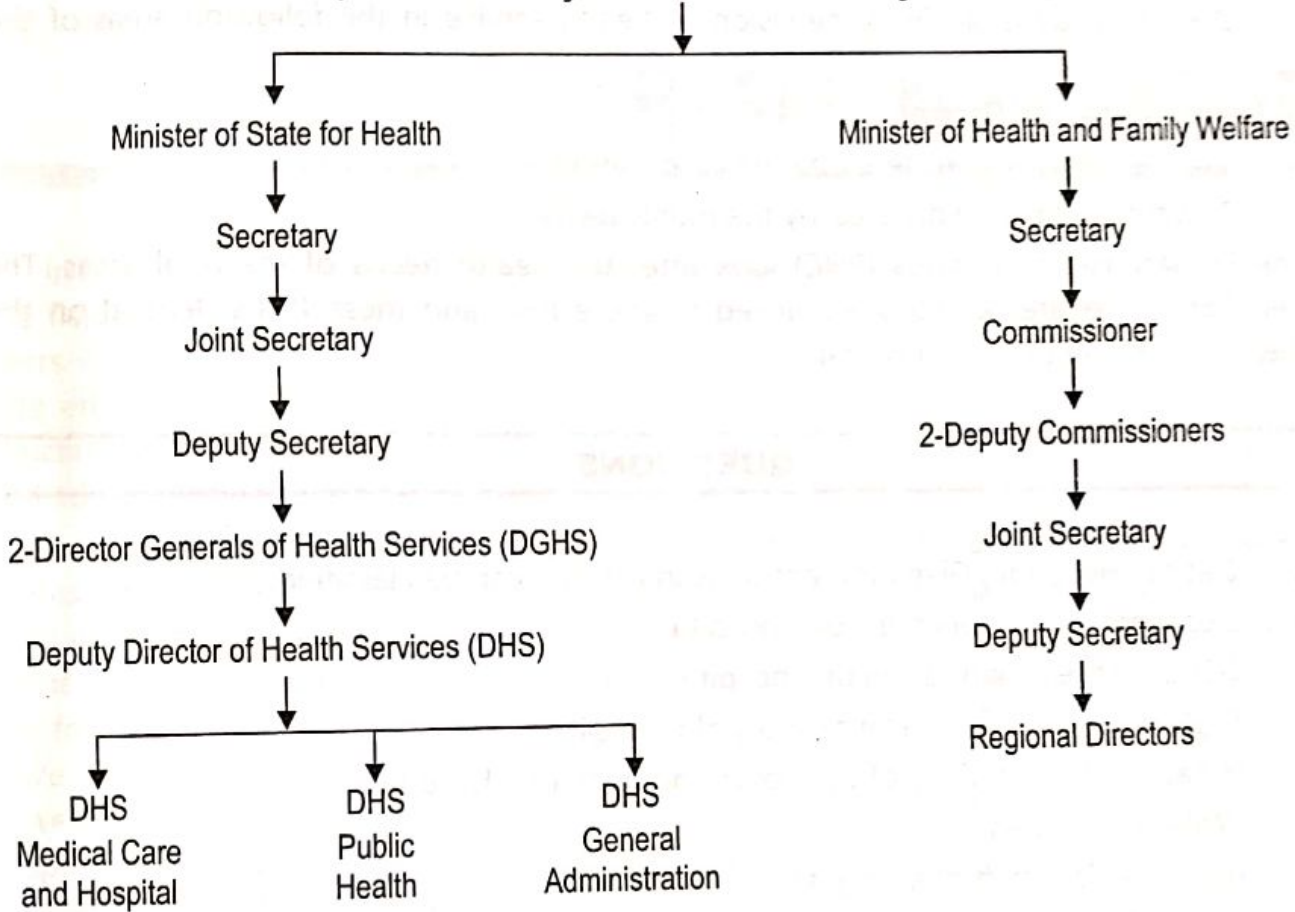 Minister of State for Health
Secretary
Joint Secretary
Deputy Secretary
2-Director Generals of Health Services (DGHS)
Deputy Director of Health Services (DHS)
DHS
Medical Care
and Hospital
DHS
Public
Health
DHS
General
Administration
Minister of Health and Family Welfare
Secretary
Commissioner
2-Deputy Commissioners
Joint Secretary
Deputy Secretary
Regional Directors